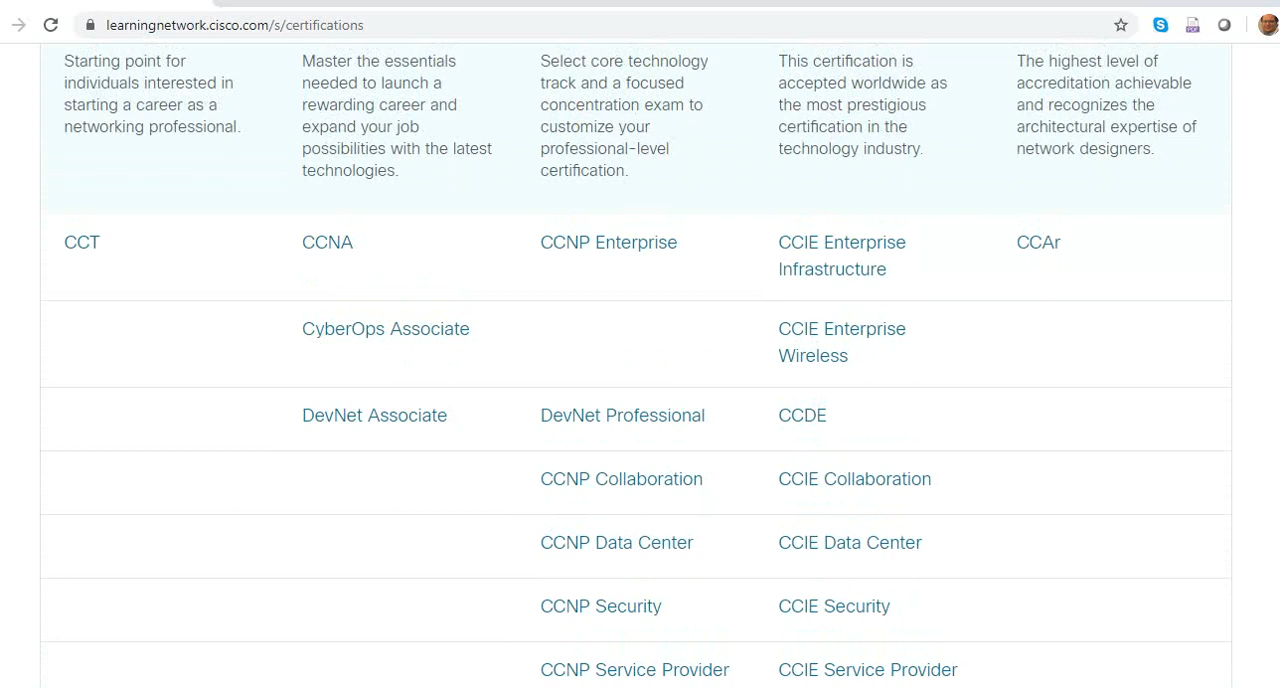 learningnetwork.cisco.com/s/certifications
Starting point for
individuals interested in
starting a career as a
networking professional.
Master the essentials
needed to launch a
rewarding career and
expand your job
possibilities with the latest
technologies.
Select core technology
track and a focused
concentration exam to
customize your
professional-level
certification.
This certification is
accepted worldwide as
the most prestigious
certification in the
technology industry.
The highest level of
accreditation achievable
and recognizes the
architectural expertise of
network designers.
CCT
CCNA
CCNP Enterprise
CCIE Enterprise
Infrastructure
CCAr
CyberOps Associate
CCIE Enterprise
Wireless
DevNet Associate
DevNet Professional
CCDE
CCNP Collaboration
CCIE Collaboration
CCNP Data Center
CCIE Data Center
CCNP Security
CCIE Security
CCNP Service Provider
CCIE Service Provider